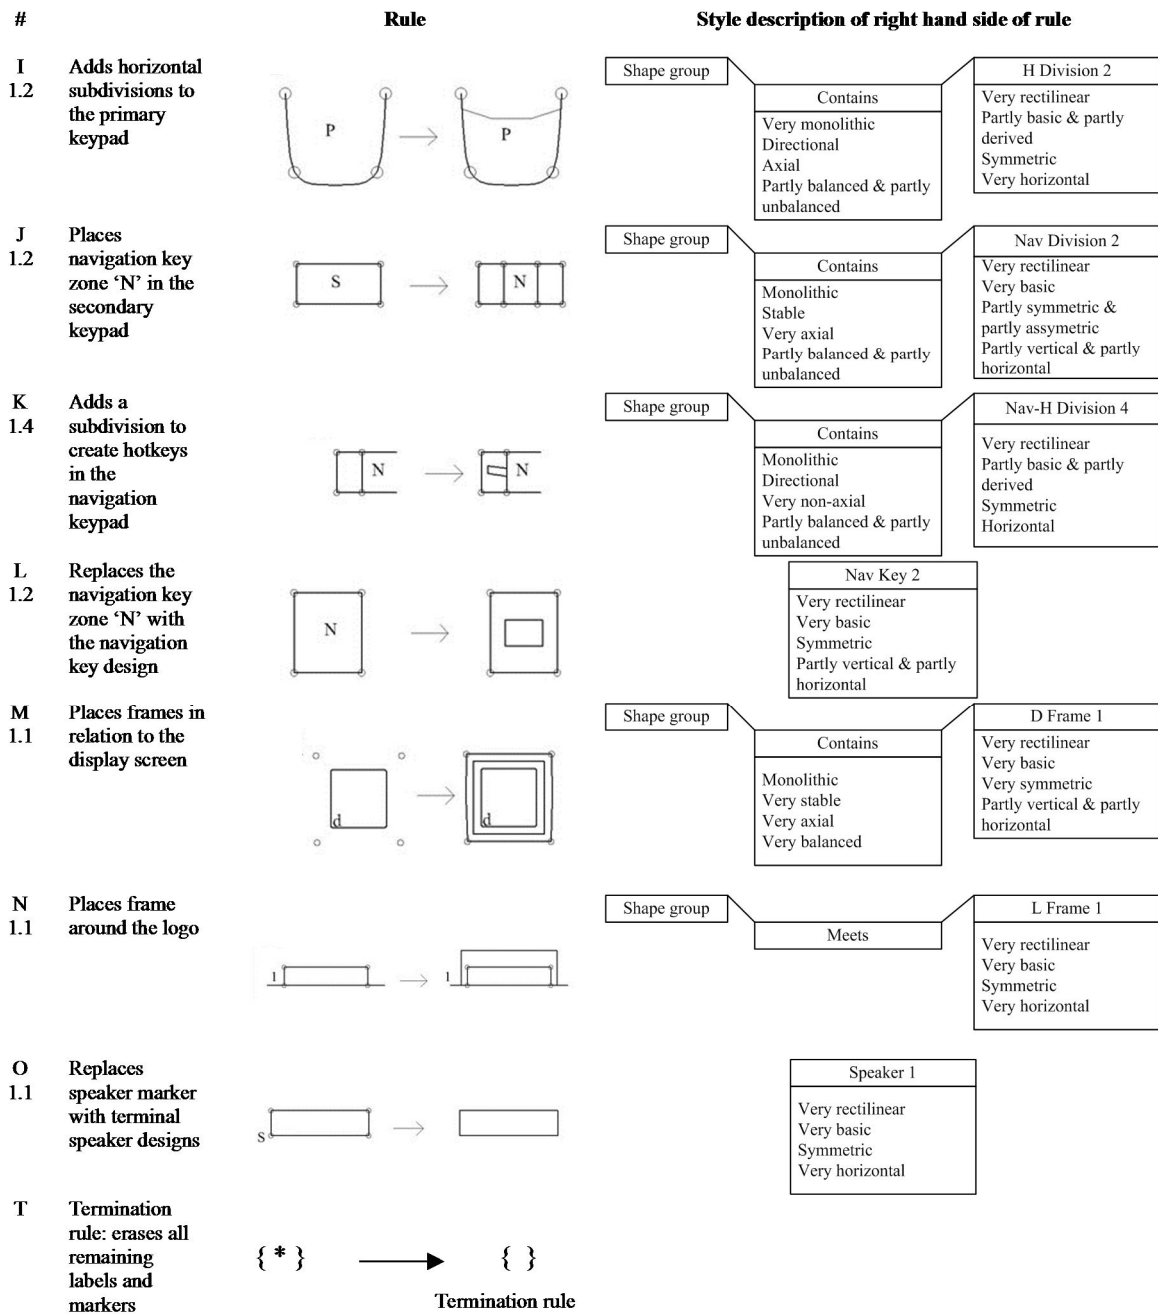 # Rule Style description of right hand side of rule
I
1.2
Adds horizontal
subdivisions to
the primary
keypad
P
P
Shape group
Contains
Very monolithic
Directional
Axial
Partly balanced & partly
unbalanced
H Division 2
Very rectilinear
Partly basic & partly
derived
Symmetric
Very horizontal
J
1.2
Places
navigation key
zone ‘N’ in the
secondary
keypad
S
N
Shape group
Contains
Monolithic
Stable
Very axial
Partly balanced & partly
unbalanced
Nav Division 2
Very rectilinear
Very basic
Partly symmetric &
partly assymetric
Partly vertical & partly
horizontal
K
1.4
Adds a
subdivision to
create hotkeys
in the
navigation
keypad
N
N
Shape group
Contains
Monolithic
Directional
Very non-axial
Partly balanced & partly
unbalanced
Nav-H Division 4
Very rectilinear
Partly basic & partly
derived
Symmetric
Horizontal
L
1.2
Replaces the
navigation key
zone ‘N’ with
the navigation
key design
N
Nav Key 2
Very rectilinear
Very basic
Symmetric
Partly vertical & partly
horizontal
M
1.1
Places frames in
relation to the
display screen
d
d
Shape group
Contains
Monolithic
Very stable
Very axial
Very balanced
D Frame 1
Very rectilinear
Very basic
Very symmetric
Partly vertical & partly
horizontal
N
1.1
Places frame
around the logo
l
l
Shape group
Meets
L Frame 1
Very rectilinear
Very basic
Symmetric
Very horizontal
O
1.1
Replaces
speaker marker
with terminal
speaker designs
S
Speaker 1
Very rectilinear
Very basic
Symmetric
Very horizontal
T
Termination
rule: erases all
remaining
labels and
markers
{ * }
{ }
Termination rule